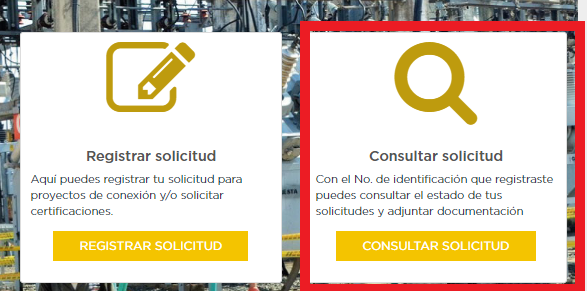 Registrar solicitud
Aquí puedes registrar tu solicitud para
proyectos de conexión y/o solicitar
certificaciones.
REGISTRAR SOLICITUD
Consultar solicitud
Con el No. de identificación que registraste
puedes consultar el estado de tus
solicitudes y adjuntar documentación
CONSULTAR SOLICITUD